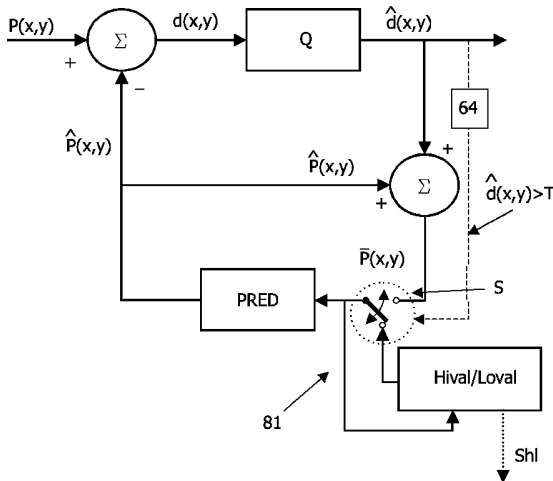 P(x,y)
+
Σ
−
d(x,y)
Q
d̂(x,y)
64
P̂(x,y)
P̂(x,y)
+
+
Σ
d̂(x,y)>T
P̅(x,y)
PRED
S
Hival/Loval
81
Shl